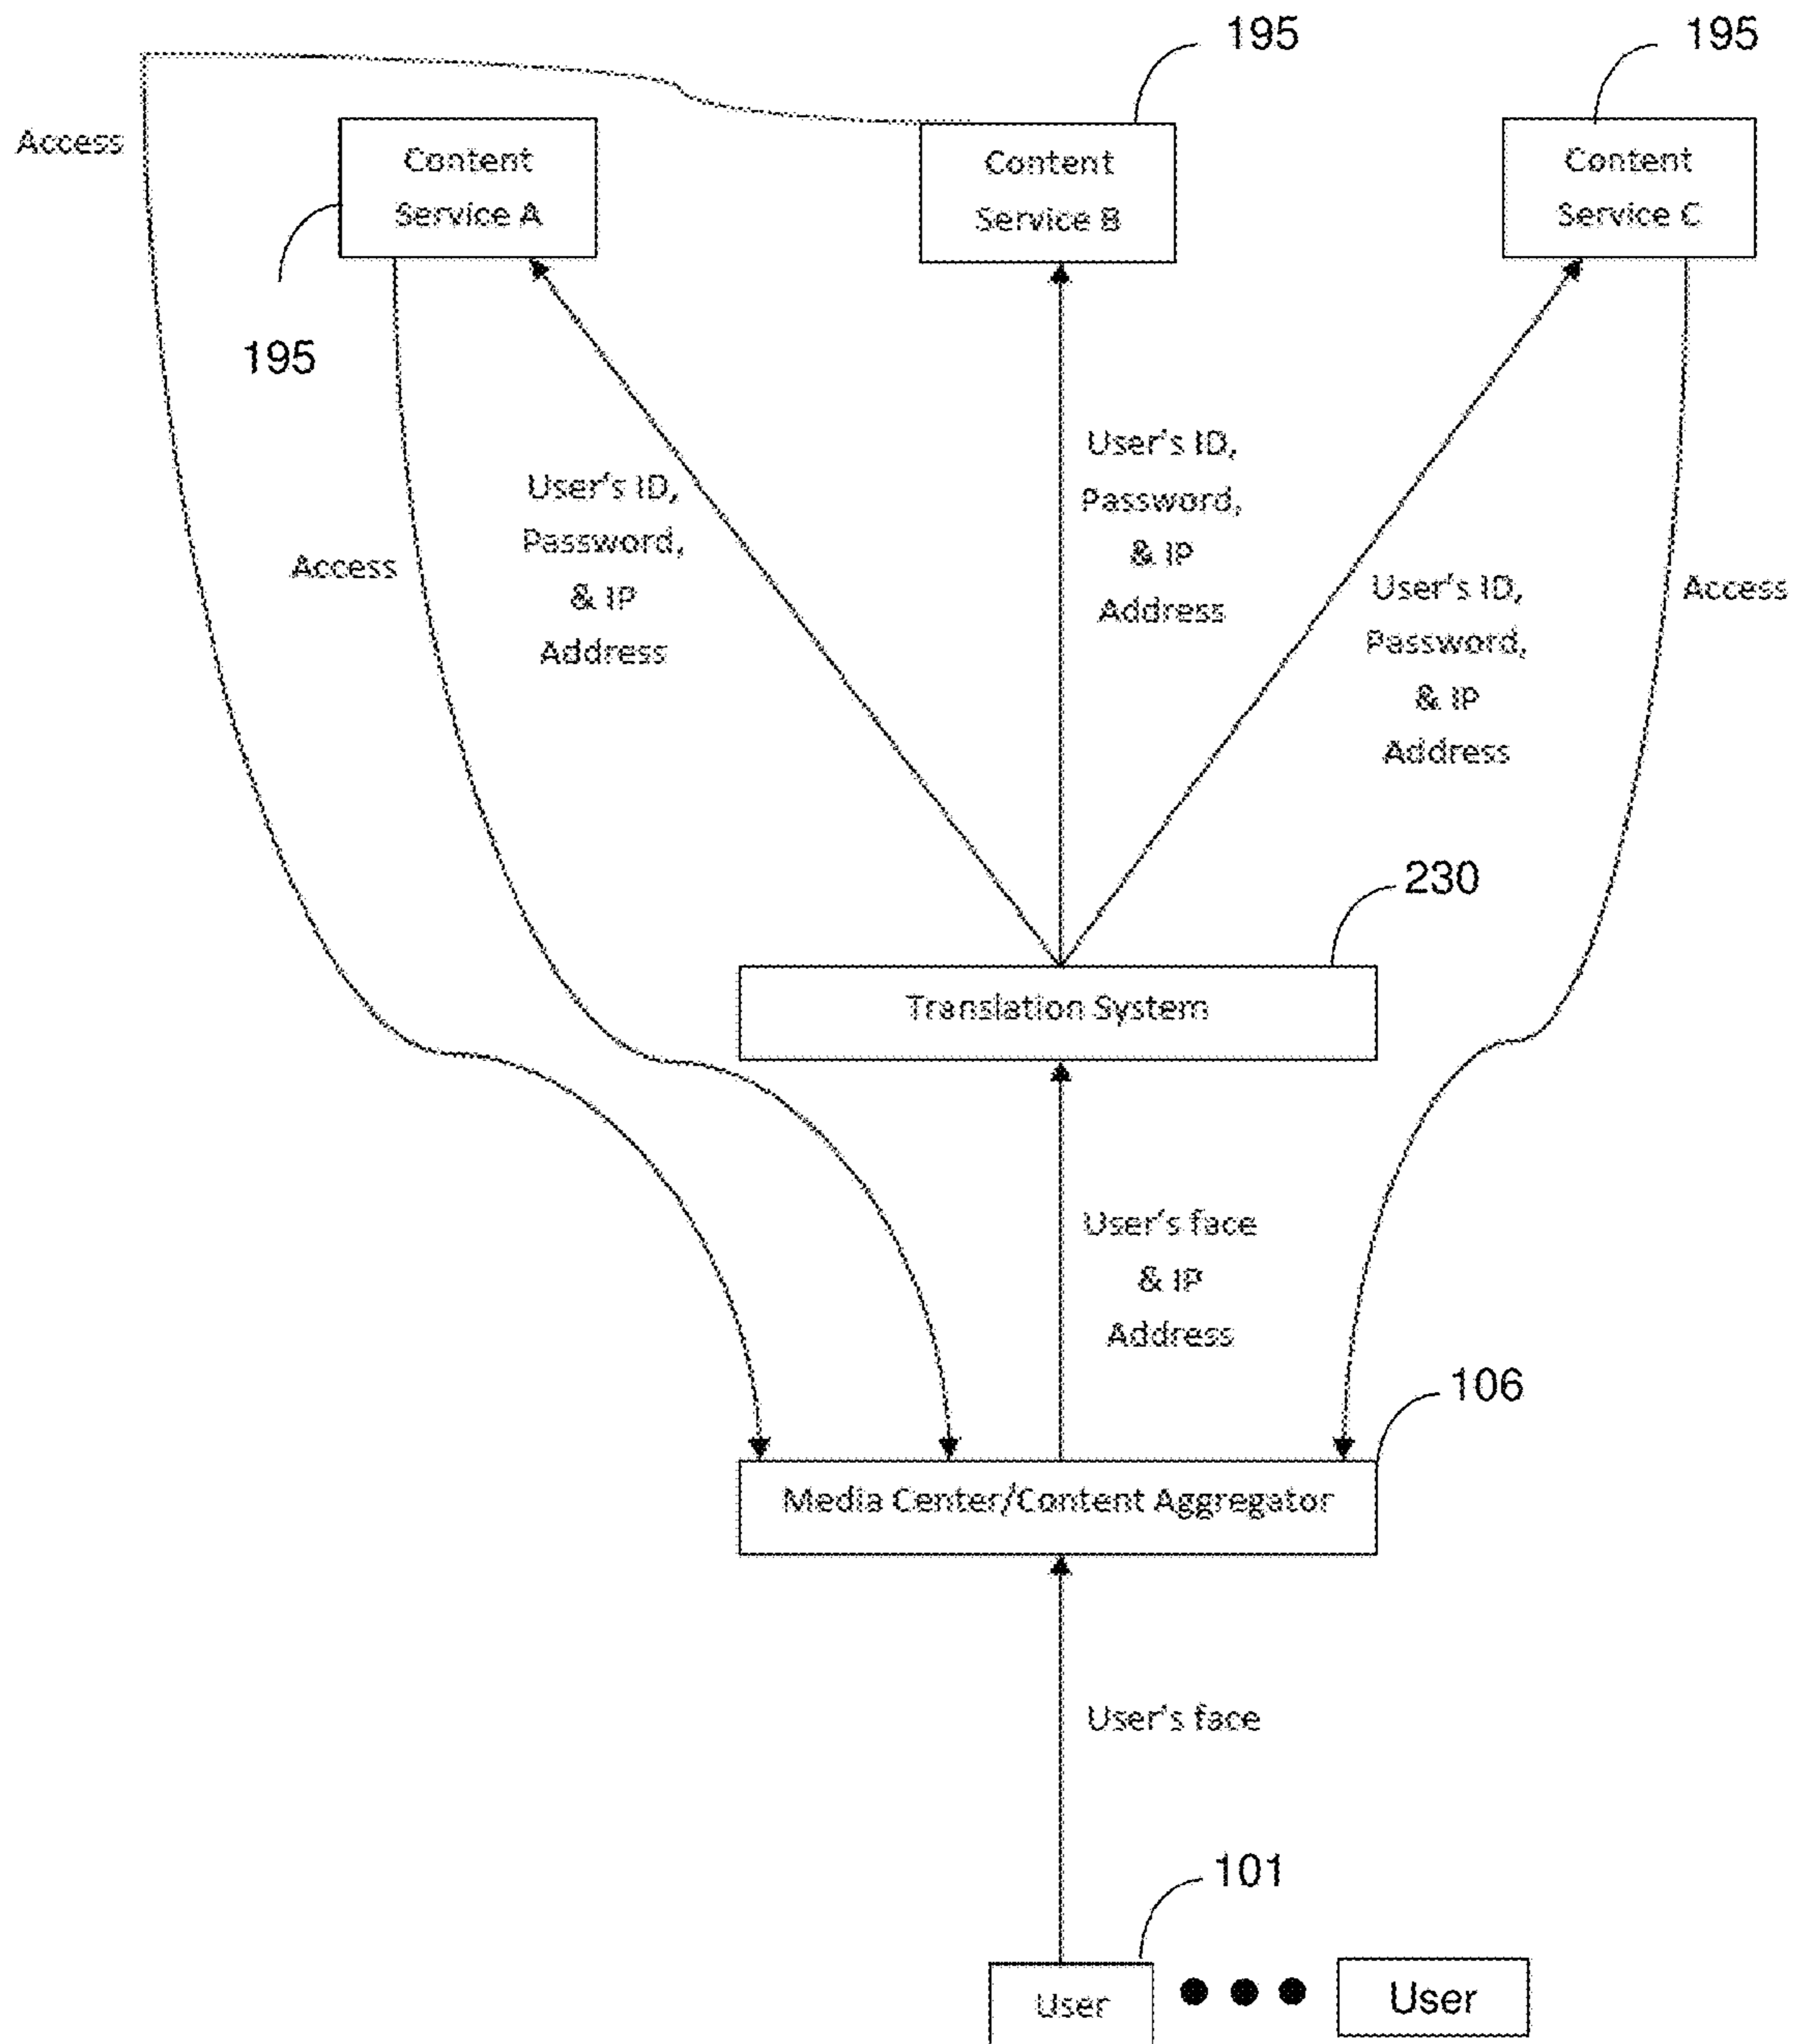 195
195
Access
Content
Service A
Content
Service B
Content
Service C
195
User's ID,
Password,
& IP
Address
User's ID,
Password,
& IP
Address
User's ID,
Password,
& IP
Address
Access
Access
230
Translation System
User's face
& IP
Address
106
Media Center/Content Aggregator
User's face
101
User
User